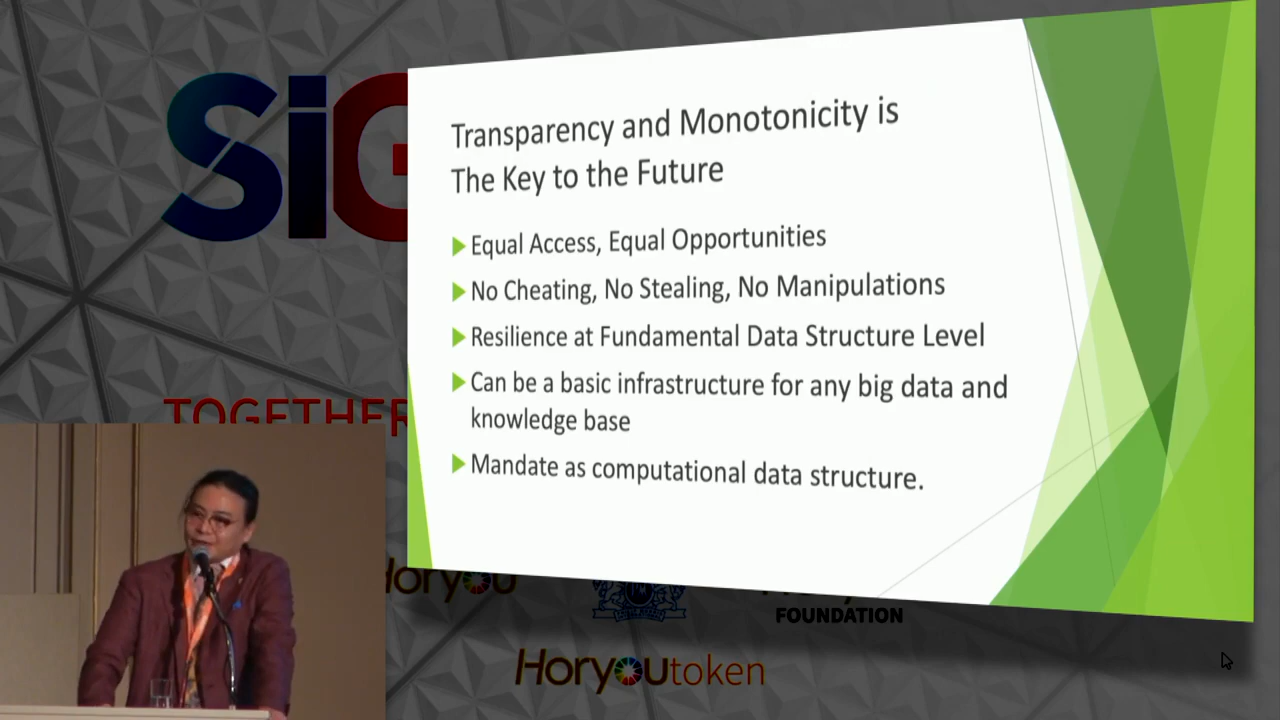 SiG
TOGETHER
Transparency and Monotonicity is
The Key to the Future
Equal Access, Equal Opportunities
No Cheating, No Stealing, No Manipulations
Resilience at Fundamental Data Structure Level
Can be a basic infrastructure for any big data and
knowledge base
Mandate as computational data structure.
Horyou
FOUNDATION
Horyoutoken